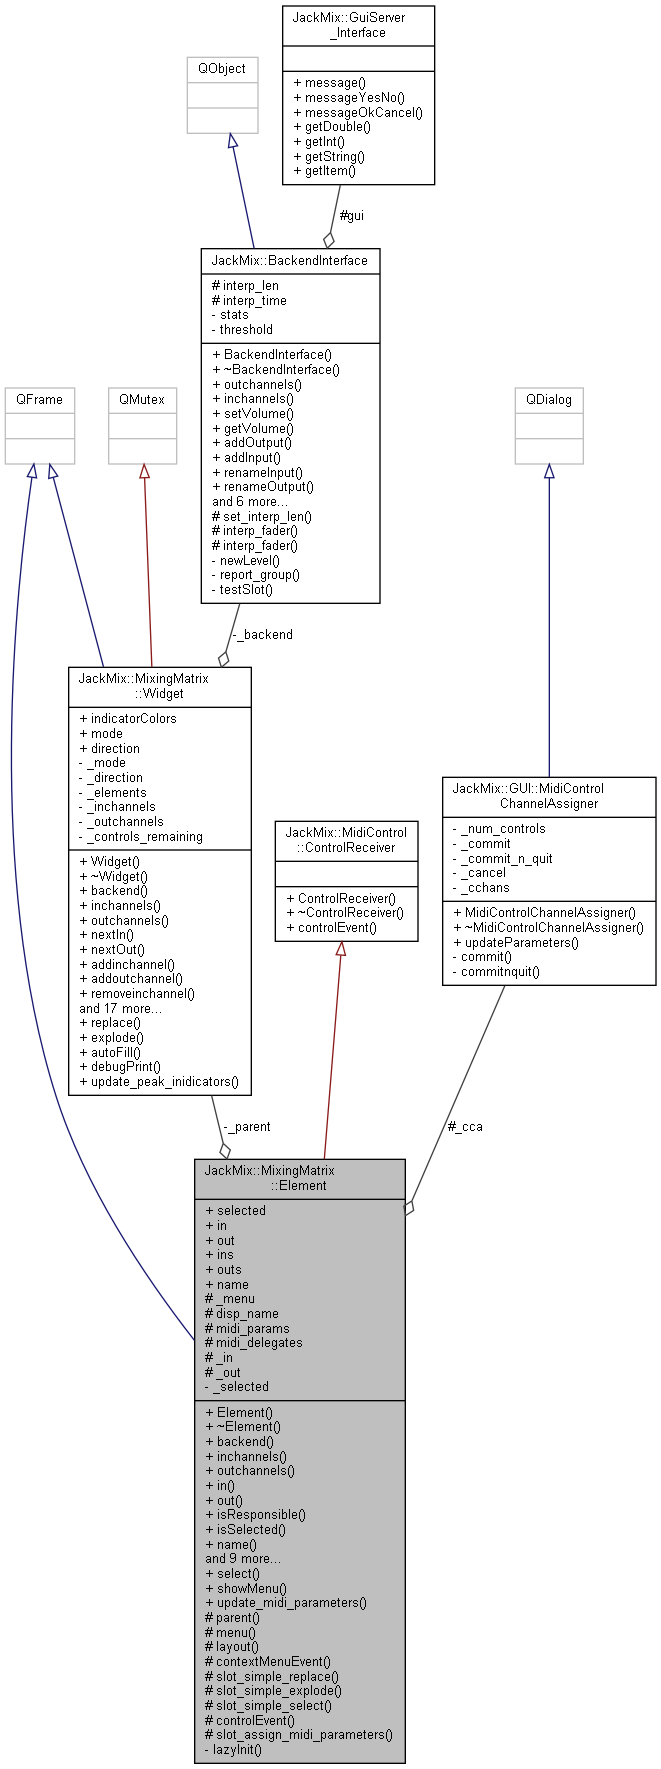 JackMix::GuiServer
_Interface
+ message()
+ messageYesNo()
+ messageOkCancel()
+ getDouble()
+ getInt()
+ getString()
+ getItem()
QObject
#gui
JackMix::BackendInterface
# interp_len
# interp_time
- stats
- threshold
+ BackendInterface()
+ ~BackendInterface()
+ outchannels()
+ inchannels()
+ setVolume()
+ getVolume()
+ addOutput()
+ addInput()
+ renameInput()
+ renameOutput()
and 6 more...
# set_interp_len()
# interp_fader()
# interp_fader()
- newLevel()
- report_group()
- testSlot()
QFrame
QMutex
QDialog
-_backend
JackMix::MixingMatrix
::Widget
+ indicatorColors
+ mode
+ direction
- _mode
- _direction
- _elements
- _inchannels
- _outchannels
- _controls_remaining
+ Widget()
+ ~Widget()
+ backend()
+ inchannels()
+ outchannels()
+ nextIn()
+ nextOut()
+ addinchannel()
+ addoutchannel()
+ removeinchannel()
and 17 more...
+ replace()
+ explode()
+ autoFill()
+ debugPrint()
+ update_peak_inidicators()
JackMix::MidiControl
::ControlReceiver
+ ControlReceiver()
+ ~ControlReceiver()
+ controlEvent()
JackMix::GUI::MidiControl
ChannelAssigner
- _num_controls
- _commit
- _commit_n_quit
- _cancel
- _cchans
+ MidiControlChannelAssigner()
+ ~MidiControlChannelAssigner()
+ updateParameters()
- commit()
- commitnquit()
-_parent
#_cca
JackMix::MixingMatrix
::Element
+ selected
+ in
+ out
+ ins
+ outs
+ name
# _menu
# disp_name
# midi_params
# midi_delegates
# _in
# _out
- _selected
+ Element()
+ ~Element()
+ backend()
+ inchannels()
+ outchannels()
+ in()
+ out()
+ isResponsible()
+ isSelected()
+ name()
and 9 more...
+ select()
+ showMenu()
+ update_midi_parameters()
# parent()
# menu()
# layout()
# contextMenuEvent()
# slot_simple_replace()
# slot_simple_explode()
# slot_simple_select()
# controlEvent()
# slot_assign_midi_parameters()
- lazyInit()